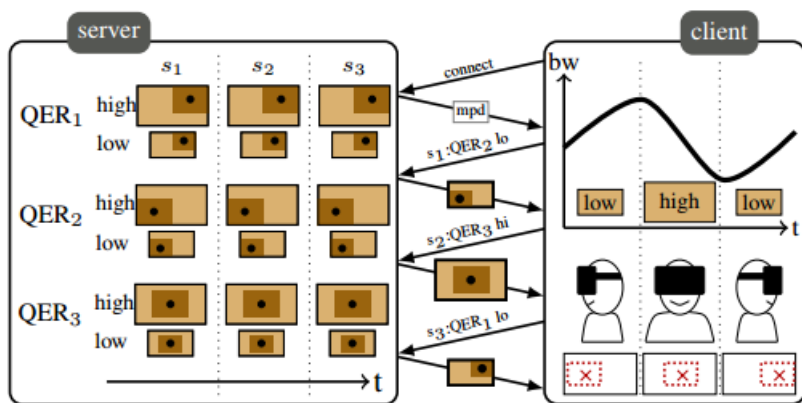 server
client
s1 s2 s3
QER1
high
low
QER2
high
low
QER3
high
low
t
connect
mpd
s1:QER2 lo
s2:QER3 hi
s3:QER1 lo
bw
low high low
t